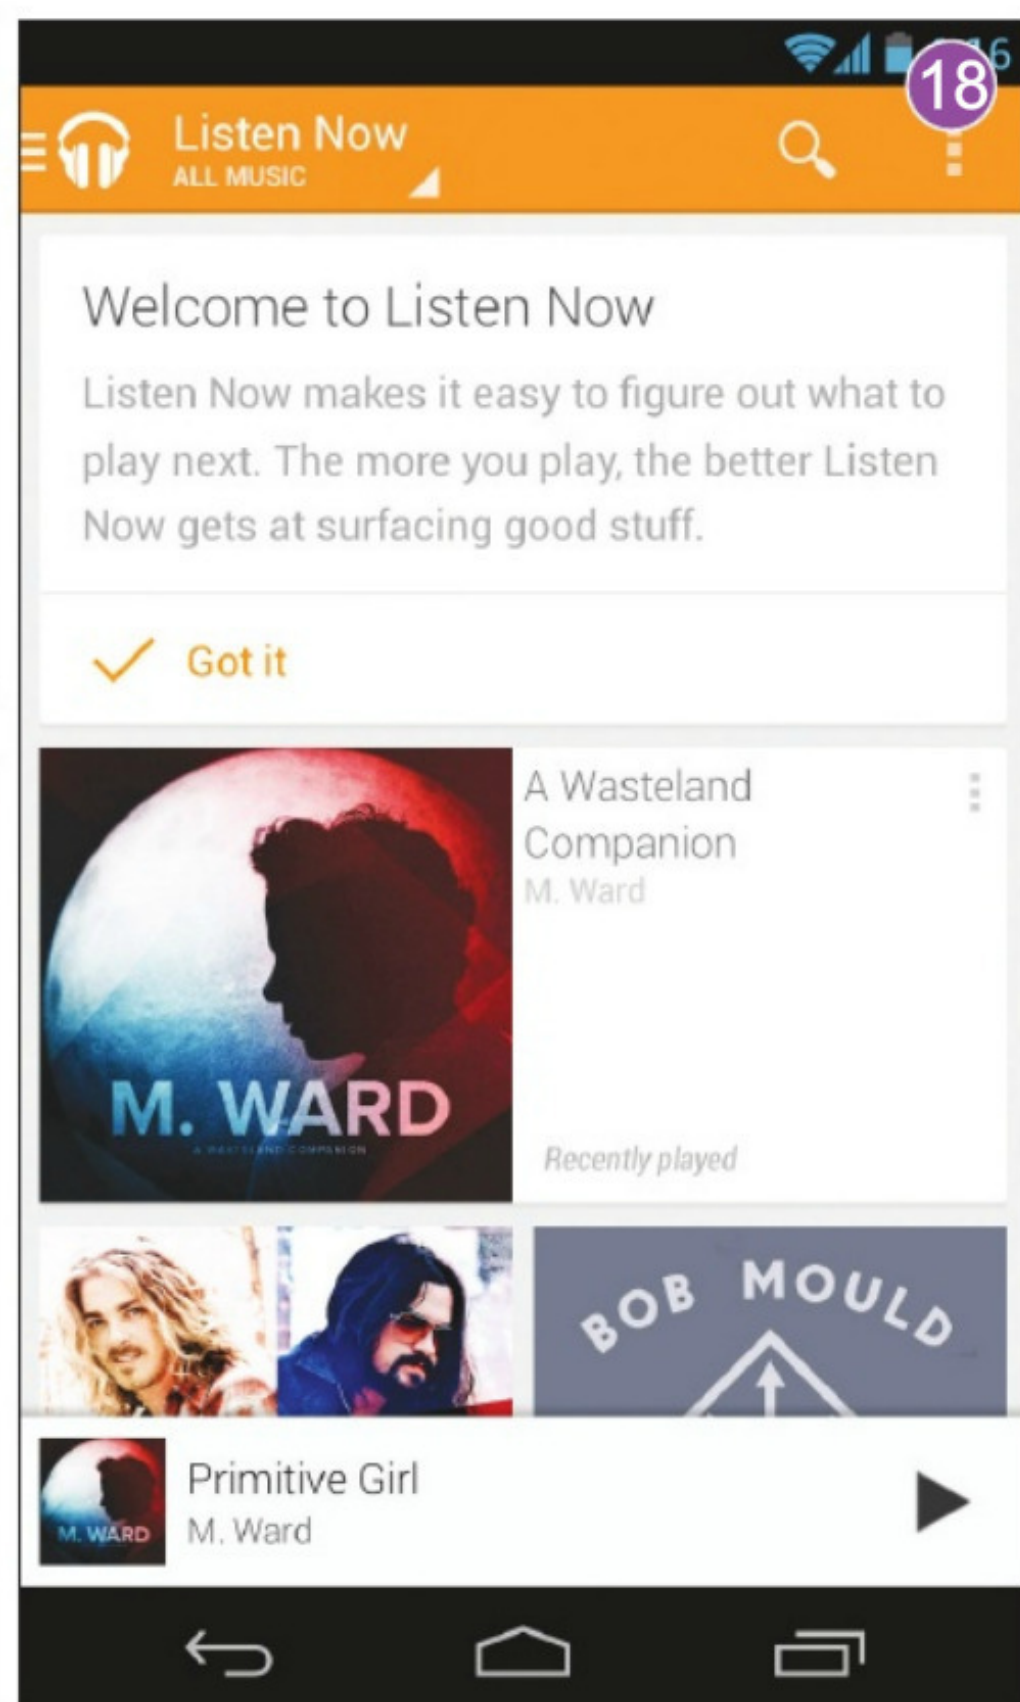 18
Listen Now
ALL MUSIC
Welcome to Listen Now
Listen Now makes it easy to figure out what to
play next. The more you play, the better Listen
Now gets at surfacing good stuff.
Got it
A Wasteland
Companion
M. Ward
M. WARD
A WASTELAND COMPANION
Recently played
BOB MOULD
Primitive Girl
M. Ward
M. WARD